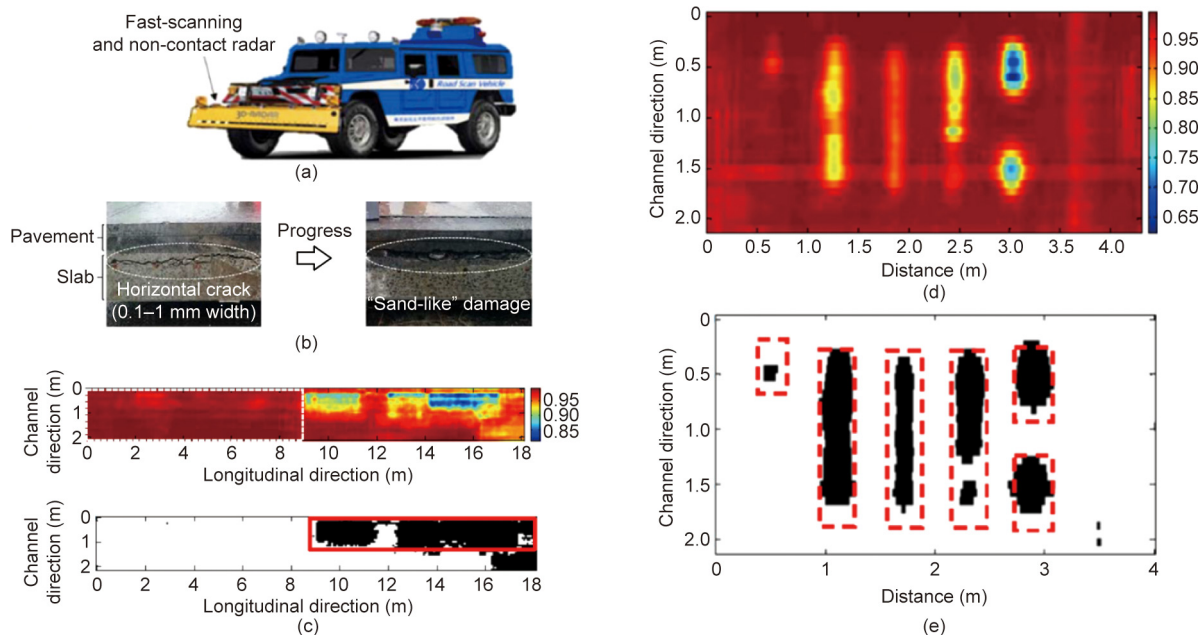 Fast-scanning
and non-contact radar
3D-RADAR
Road Scan Vehicle
(a)
Pavement
Slab
Horizontal crack
(0.1–1 mm width)
Progress
"Sand-like" damage
(b)
Channel
direction (m)
0
1
2
0 2 4 6 8 10 12 14 16 18
Longitudinal direction (m)
0.95
0.90
0.85
Channel
direction (m)
0
1
2
0 2 4 6 8 10 12 14 16 18
Longitudinal direction (m)
(c)
Channel direction (m)
0
0.5
1.0
1.5
2.0
0 0.5 1.0 1.5 2.0 2.5 3.0 3.5 4.0
Distance (m)
0.95
0.90
0.85
0.80
0.75
0.70
0.65
(d)
Channel direction (m)
0
0.5
1.0
1.5
2.0
0 1 2 3 4
Distance (m)
(e)